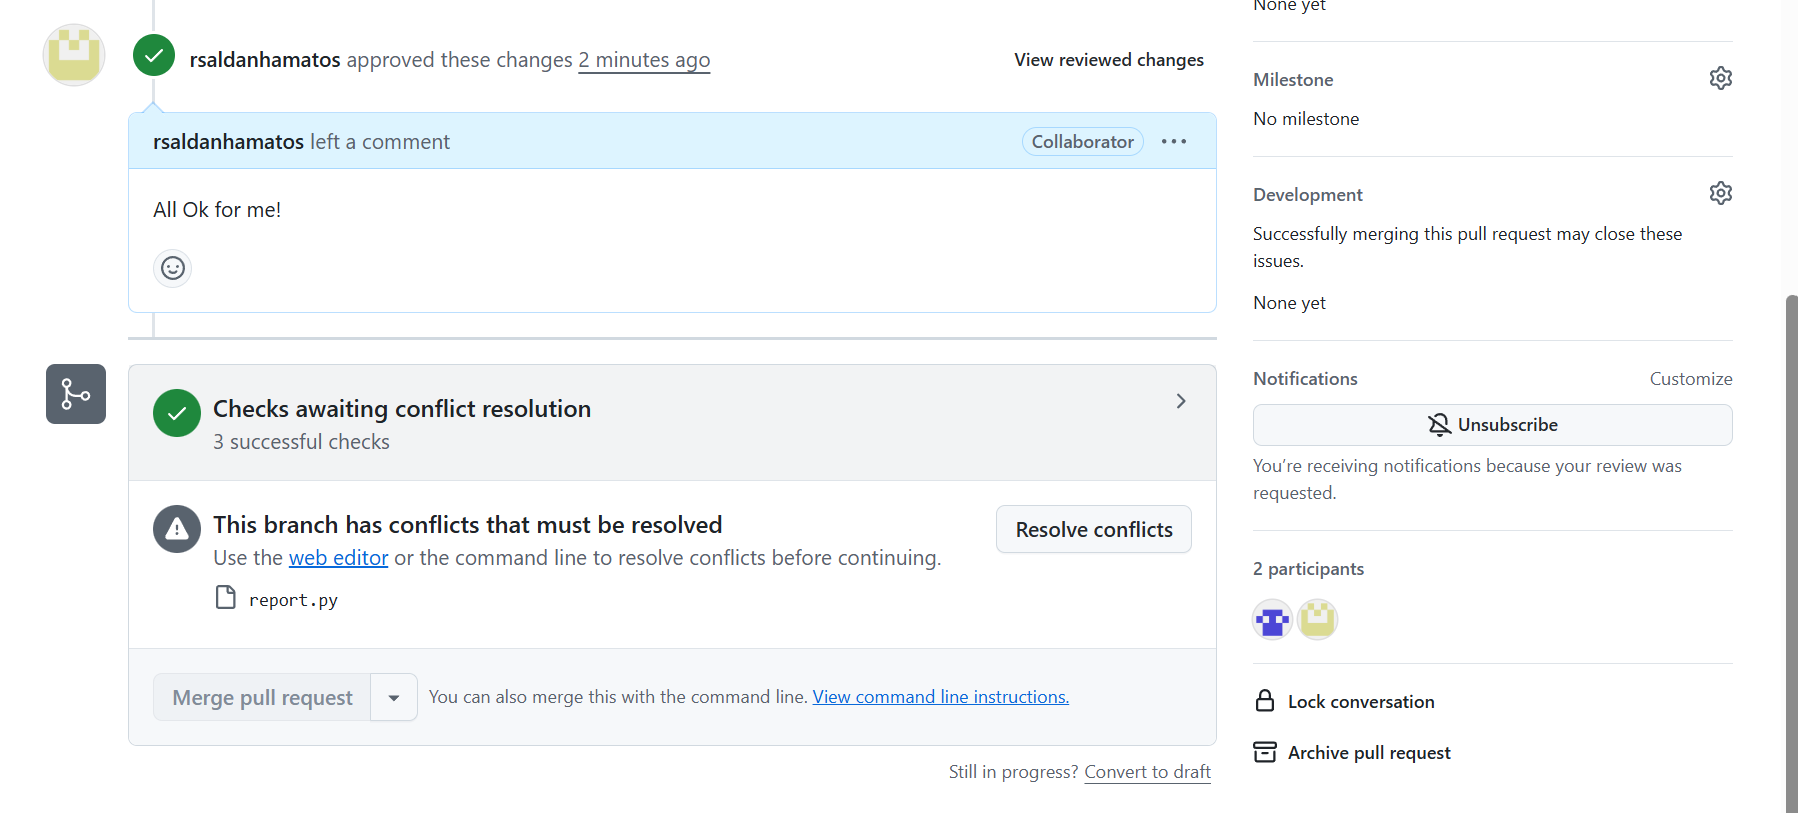 rsaldanhamatos approved these changes 2 minutes ago
View reviewed changes
rsaldanhamatos left a comment
Collaborator
All Ok for me!
Checks awaiting conflict resolution
3 successful checks
This branch has conflicts that must be resolved
Use the web editor or the command line to resolve conflicts before continuing.
Resolve conflicts
report.py
Merge pull request
You can also merge this with the command line. View command line instructions.
Still in progress? Convert to draft
None yet
Milestone
No milestone
Development
Successfully merging this pull request may close these
issues.
None yet
Notifications
Customize
Unsubscribe
You’re receiving notifications because your review was
requested.
2 participants
Lock conversation
Archive pull request